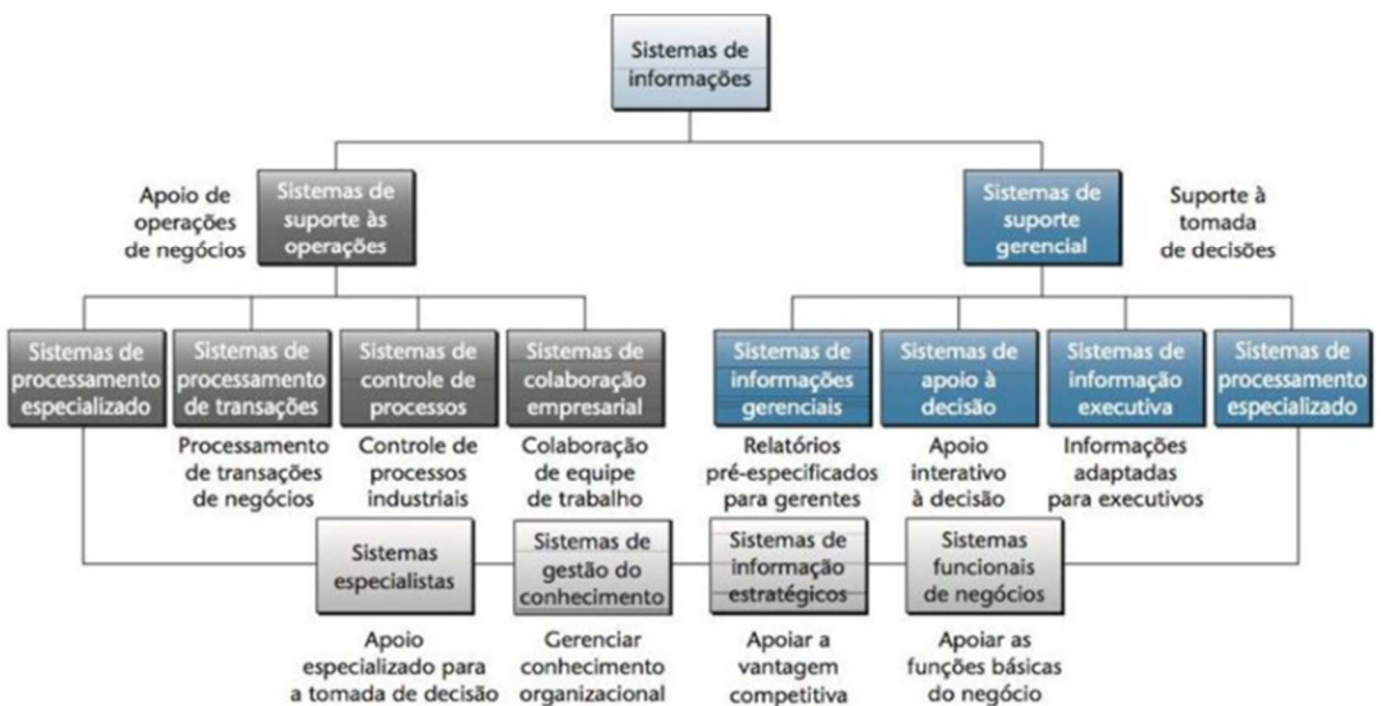 Sistemas de
informações
Apoio de
operações
de negócios
Sistemas de
suporte às
operações
Sistemas de
suporte
gerencial
Suporte à
tomada
de decisões
Sistemas de
processamento
especializado
Sistemas de
processamento
de transações
Sistemas de
controle de
processos
Sistemas de
colaboração
empresarial
Sistemas de
informações
gerenciais
Sistemas de
apoio à
decisão
Sistemas de
informação
executiva
Sistemas de
processamento
especializado
Processamento
de transações
de negócios
Controle de
processos
industriais
Colaboração
de equipe
de trabalho
Relatórios
pré-especificados
para gerentes
Apoio
interativo
à decisão
Informações
adaptadas
para executivos
Sistemas
especialistas
Sistemas de
gestão do
conhecimento
Sistemas de
informação
estratégicos
Sistemas
funcionais
de negócios
Apoio
especializado para
a tomada de decisão
Gerenciar
conhecimento
organizacional
Apoiar a
vantagem
competitiva
Apoiar as
funções básicas
do negócio